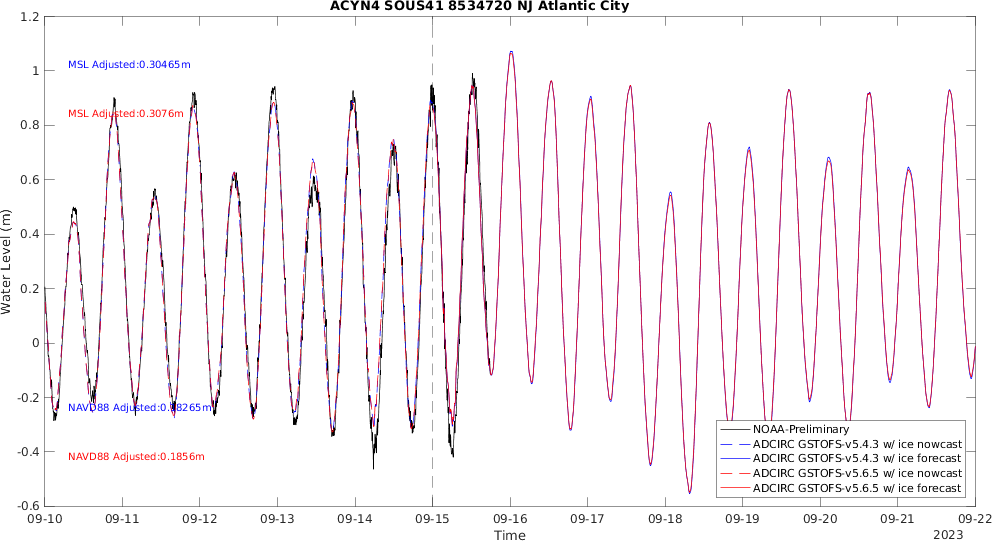 ACYN4 SOUS41 8534720 NJ Atlantic City
1.2
1
0.8
0.6
0.4
0.2
0
-0.2
-0.4
-0.6
Water Level (m)
MSL Adjusted:0.30465m
MSL Adjusted:0.3076m
NAVD88 Adjusted:0.18265m
NAVD88 Adjusted:0.1856m
NOAA-Preliminary
ADCIRC GSTOFS-v5.4.3 w/ ice nowcast
ADCIRC GSTOFS-v5.4.3 w/ ice forecast
ADCIRC GSTOFS-v5.6.5 w/ ice nowcast
ADCIRC GSTOFS-v5.6.5 w/ ice forecast
09-10 09-11 09-12 09-13 09-14 09-15 09-16 09-17 09-18 09-19 09-20 09-21 09-22
Time
2023